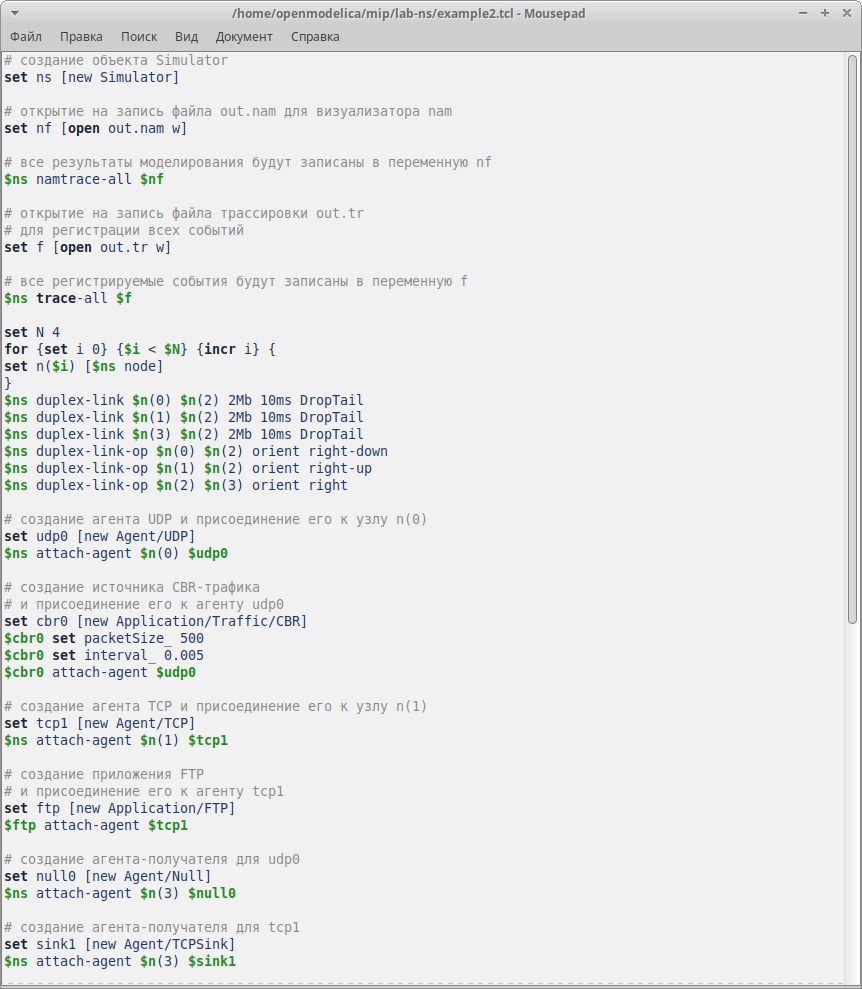 /home/openmodelica/mip/lab-ns/example2.tcl - Mousepad
Файл Правка Поиск Вид Документ Справка
# создание объекта Simulator
set ns [new Simulator]
# открытие на запись файла out.nam для визуализатора nam
set nf [open out.nam w]
# все результаты моделирования будут записаны в переменную nf
$ns namtrace-all $nf
# открытие на запись файла трассировки out.tr
# для регистрации всех событий
set f [open out.tr w]
# все регистрируемые события будут записаны в переменную f
$ns trace-all $f
set N 4
for {set i 0} {$i < $N} {incr i} {
set n($i) [$ns node]
}
$ns duplex-link $n(0) $n(2) 2Mb 10ms DropTail
$ns duplex-link $n(1) $n(2) 2Mb 10ms DropTail
$ns duplex-link $n(3) $n(2) 2Mb 10ms DropTail
$ns duplex-link-op $n(0) $n(2) orient right-down
$ns duplex-link-op $n(1) $n(2) orient right-up
$ns duplex-link-op $n(2) $n(3) orient right
# создание агента UDP и присоединение его к узлу n(0)
set udp0 [new Agent/UDP]
$ns attach-agent $n(0) $udp0
# создание источника CBR-трафика
# и присоединение его к агенту udp0
set cbr0 [new Application/Traffic/CBR]
$cbr0 set packetSize_ 500
$cbr0 set interval_ 0.005
$cbr0 attach-agent $udp0
# создание агента TCP и присоединение его к узлу n(1)
set tcp1 [new Agent/TCP]
$ns attach-agent $n(1) $tcp1
# создание приложения FTP
# и присоединение его к агенту tcp1
set ftp [new Application/FTP]
$ftp attach-agent $tcp1
# создание агента-получателя для udp0
set null0 [new Agent/Null]
$ns attach-agent $n(3) $null0
# создание агента-получателя для tcp1
set sink1 [new Agent/TCPSink]
$ns attach-agent $n(3) $sink1